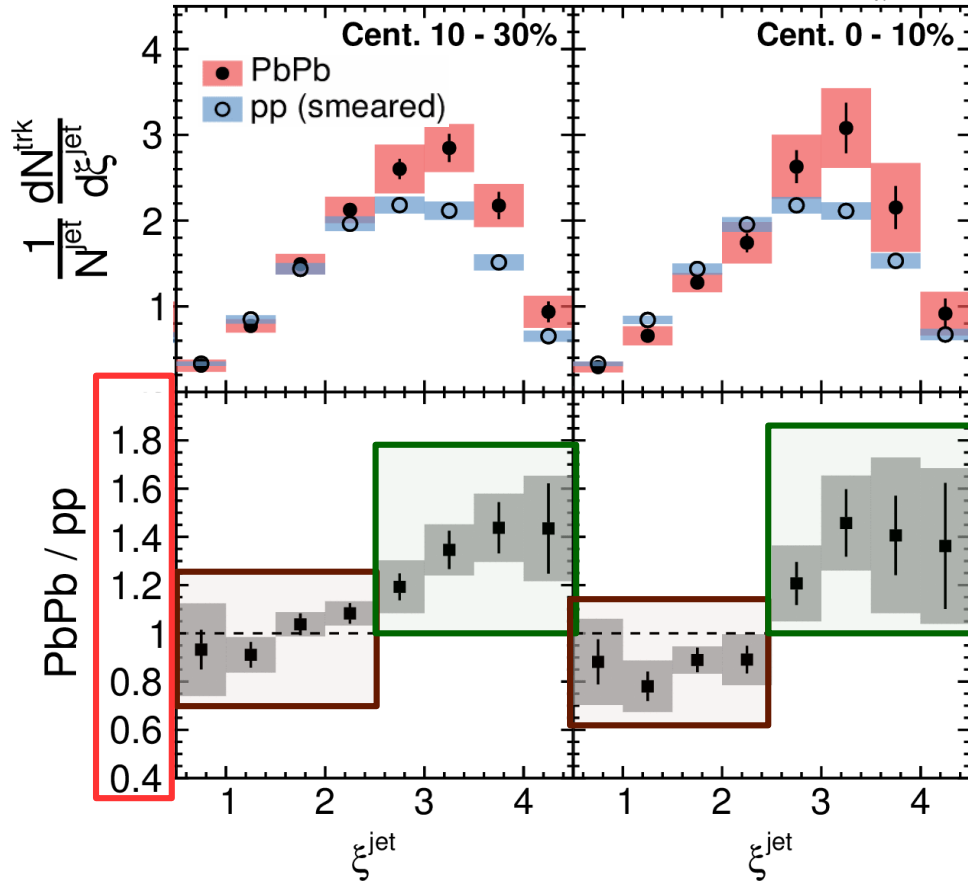 Cent. 10 - 30%
Cent. 0 - 10%
PbPb
pp (smeared)
1/N^jet dN^trk/dξ^jet
4
3
2
1
PbPb / pp
1.8
1.6
1.4
1.2
1
0.8
0.6
0.4
1 2 3 4
1 2 3 4
ξ^jet
ξ^jet